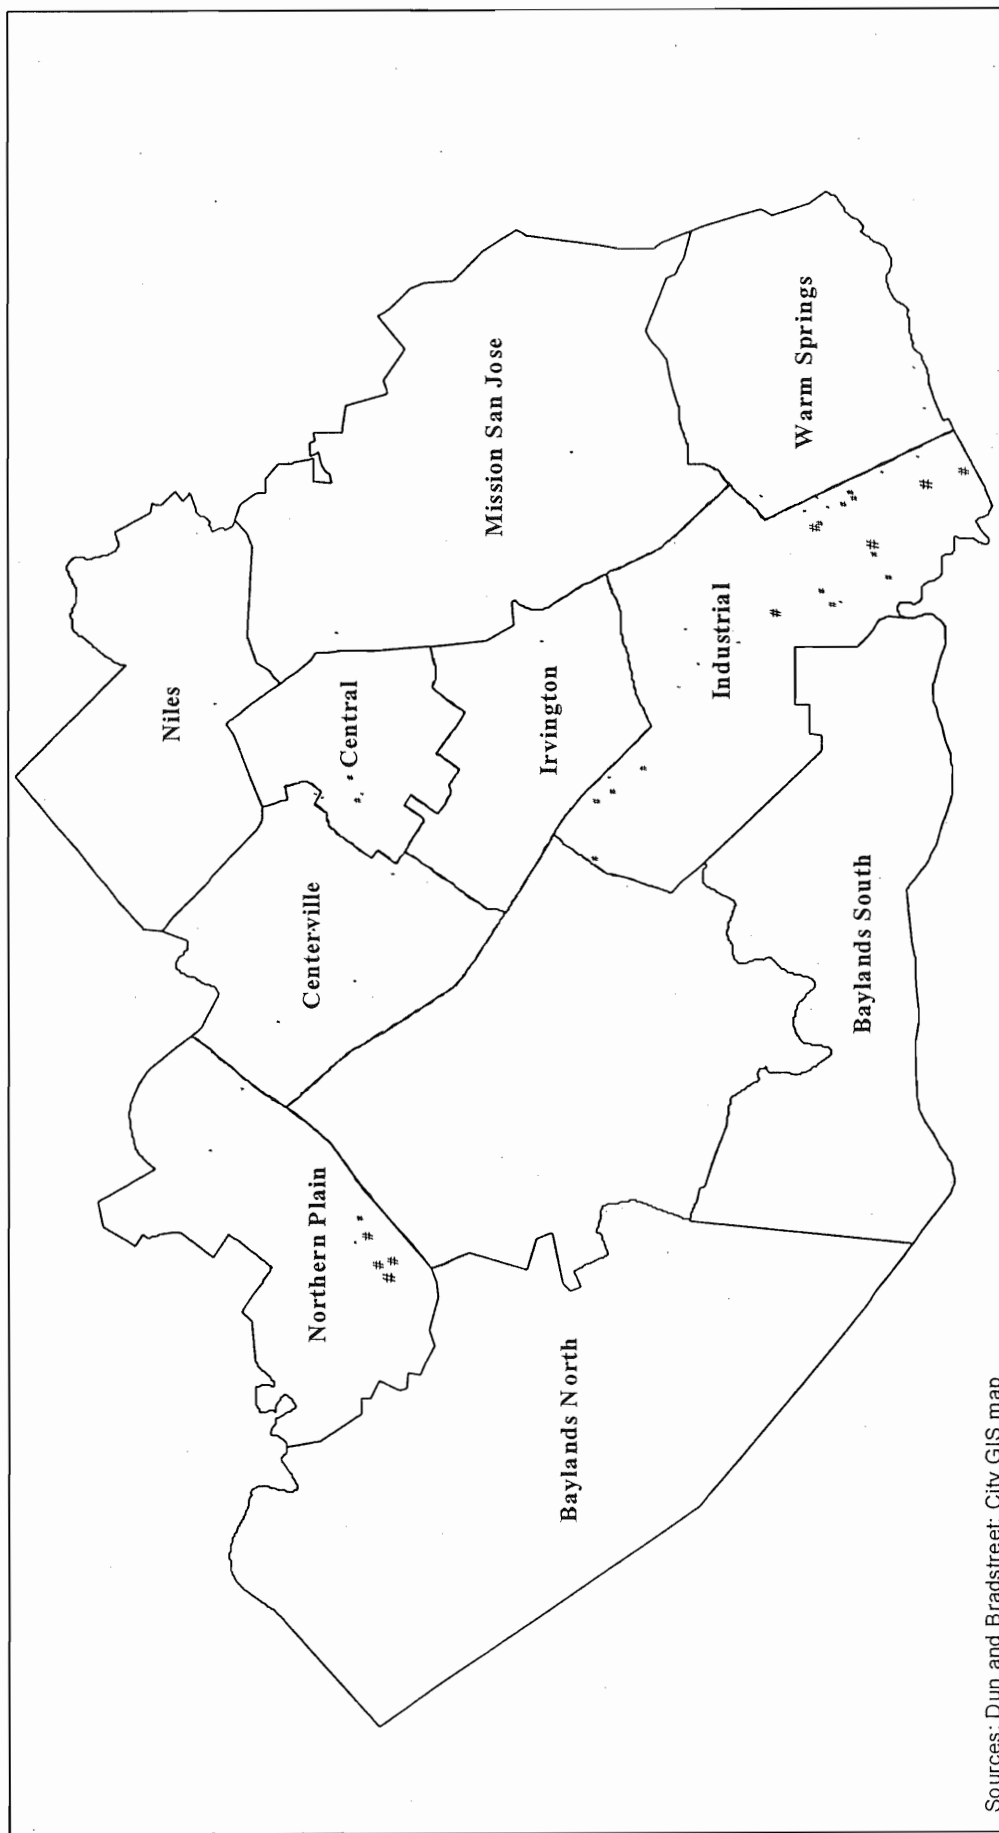 Niles
Centerville
Northern Plain
Central
Mission San Jose
Irvington
Baylands North
Industrial
Warm Springs
Baylands South
Sources: Dun and Bradstreet; City GIS map